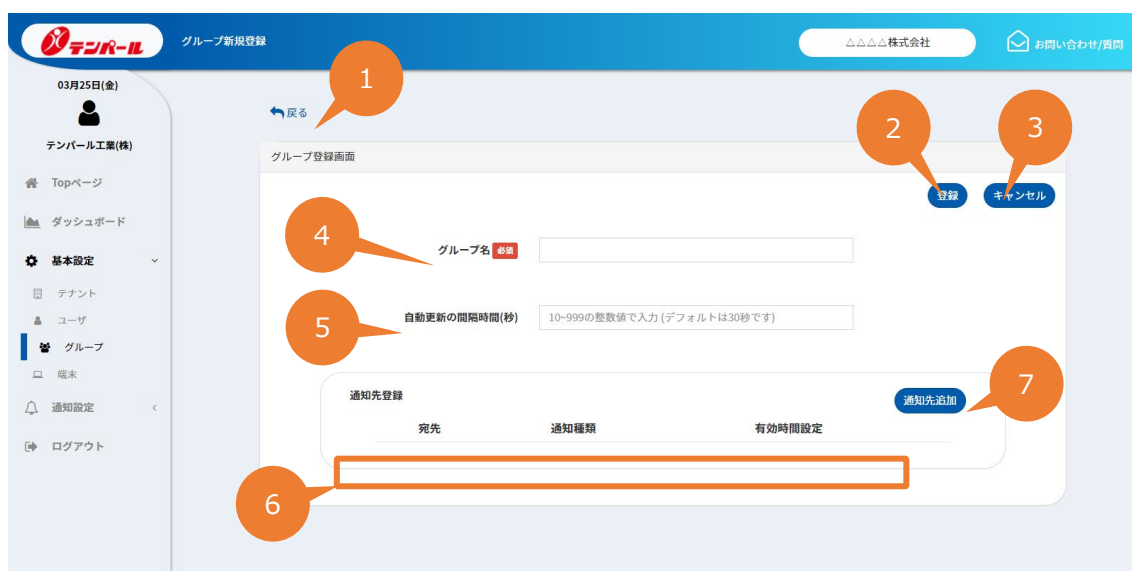 テンパール
グループ新規登録
△△△△株式会社
お問い合わせ/質問
03月25日(金)
テンパール工業(株)
Topページ
ダッシュボード
基本設定
テナント
ユーザ
グループ
端末
通知設定
ログアウト
1
戻る
2
3
グループ登録画面
登録
キャンセル
4
グループ名 必須
5
自動更新の間隔時間(秒)
10~999の整数値で入力 (デフォルトは30秒です)
7
通知先登録
通知先追加
宛先 通知種類 有効時間設定
6